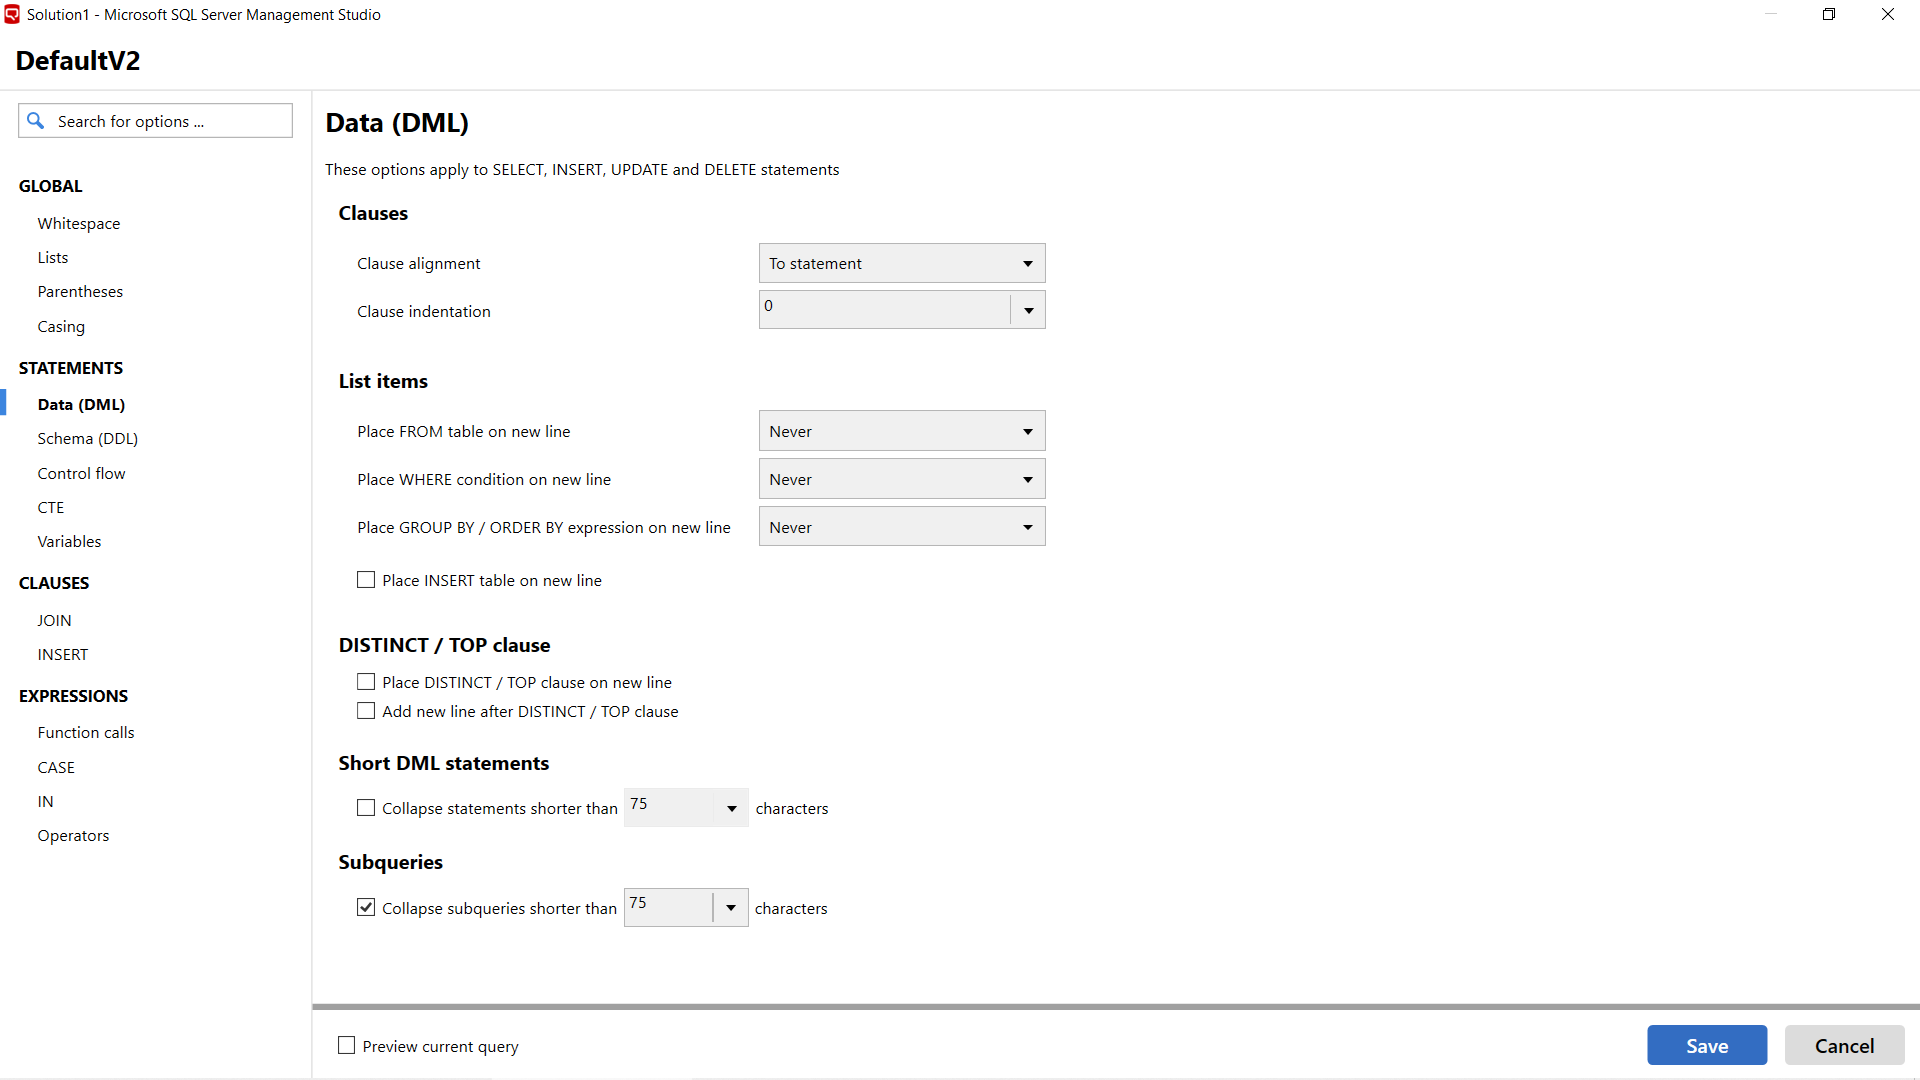 Solution1 - Microsoft SQL Server Management Studio
DefaultV2
Search for options ...
GLOBAL
Whitespace
Lists
Parentheses
Casing
STATEMENTS
Data (DML)
Schema (DDL)
Control flow
CTE
Variables
CLAUSES
JOIN
INSERT
EXPRESSIONS
Function calls
CASE
IN
Operators
Data (DML)
These options apply to SELECT, INSERT, UPDATE and DELETE statements
Clauses
Clause alignment To statement
Clause indentation 0
List items
Place FROM table on new line Never
Place WHERE condition on new line Never
Place GROUP BY / ORDER BY expression on new line Never
Place INSERT table on new line
DISTINCT / TOP clause
Place DISTINCT / TOP clause on new line
Add new line after DISTINCT / TOP clause
Short DML statements
Collapse statements shorter than 75 characters
Subqueries
Collapse subqueries shorter than 75 characters
Preview current query
Save Cancel